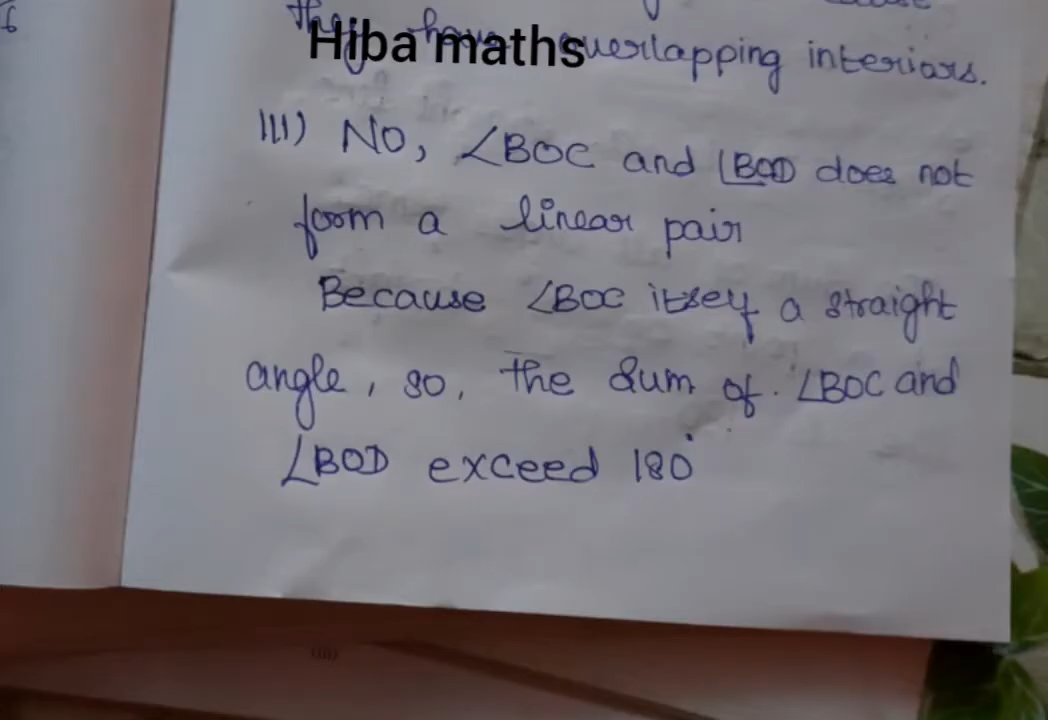 Hiba maths
overlapping interiors.
III) NO, ∠BOC and ∠BOD does not
form a linear pair
Because ∠BOC itself a straight
angle, so, the sum of ∠BOC and
∠BOD exceed 180°